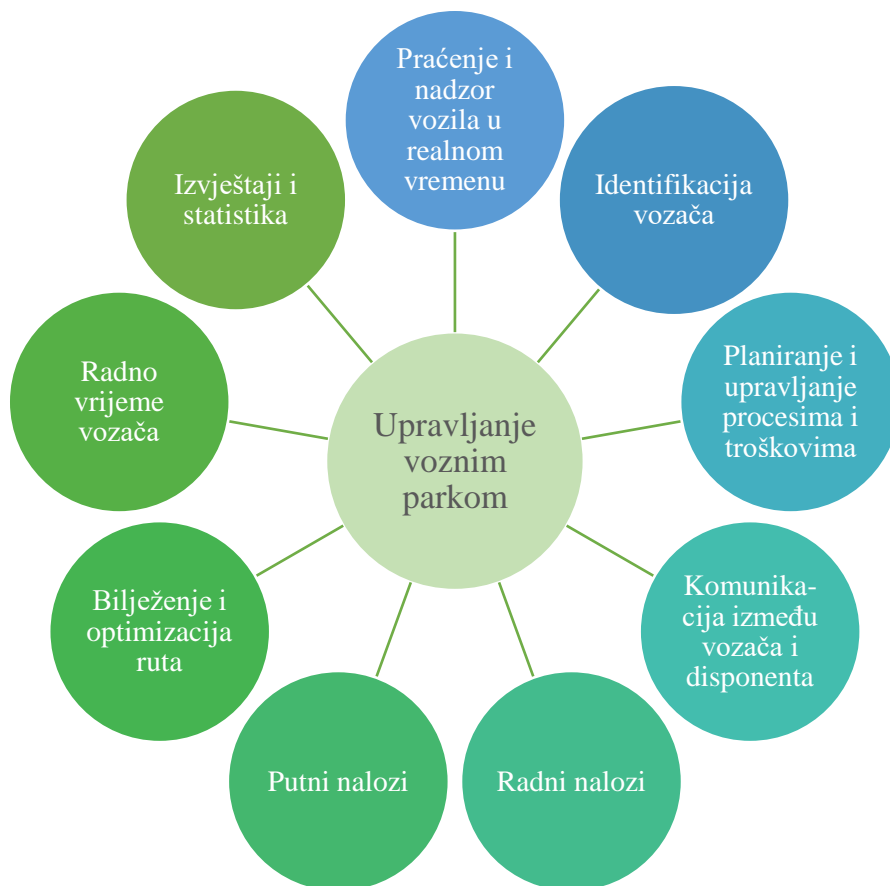 Praćenje i
nadzor
vozila u
realnom
vremenu
Identifikacija
vozača
Planiranje i
upravljanje
procesima i
troškovima
Komunika-
cija između
vozača i
disponenta
Radni nalozi
Putni nalozi
Bilježenje i
optimizacija
ruta
Radno
vrijeme
vozača
Izvještaji i
statistika
Upravljanje
voznim
parkom